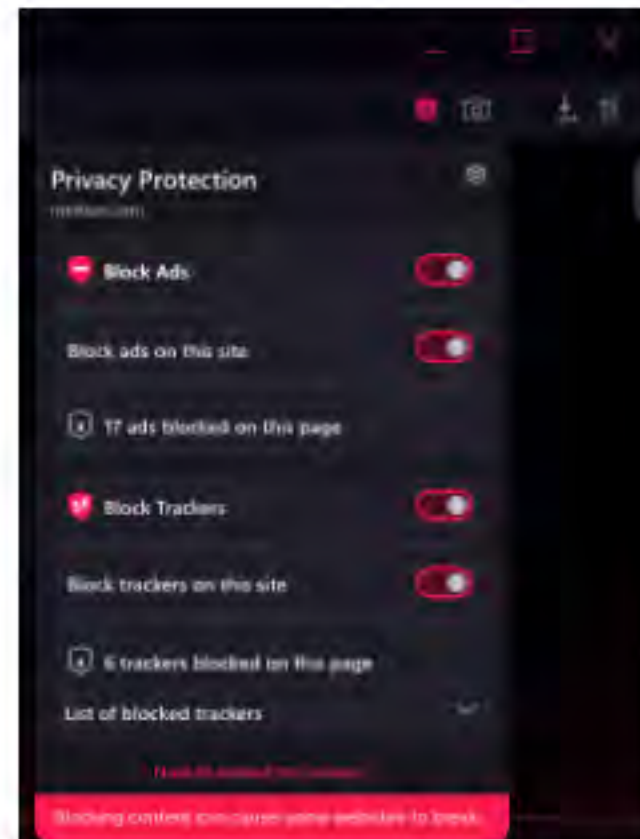 Privacy Protection
Block Ads
Block ads on this site
17 ads blocked on this page
Block Trackers
Block trackers on this site
6 trackers blocked on this page
List of blocked trackers
Blocking content can cause some websites to break.